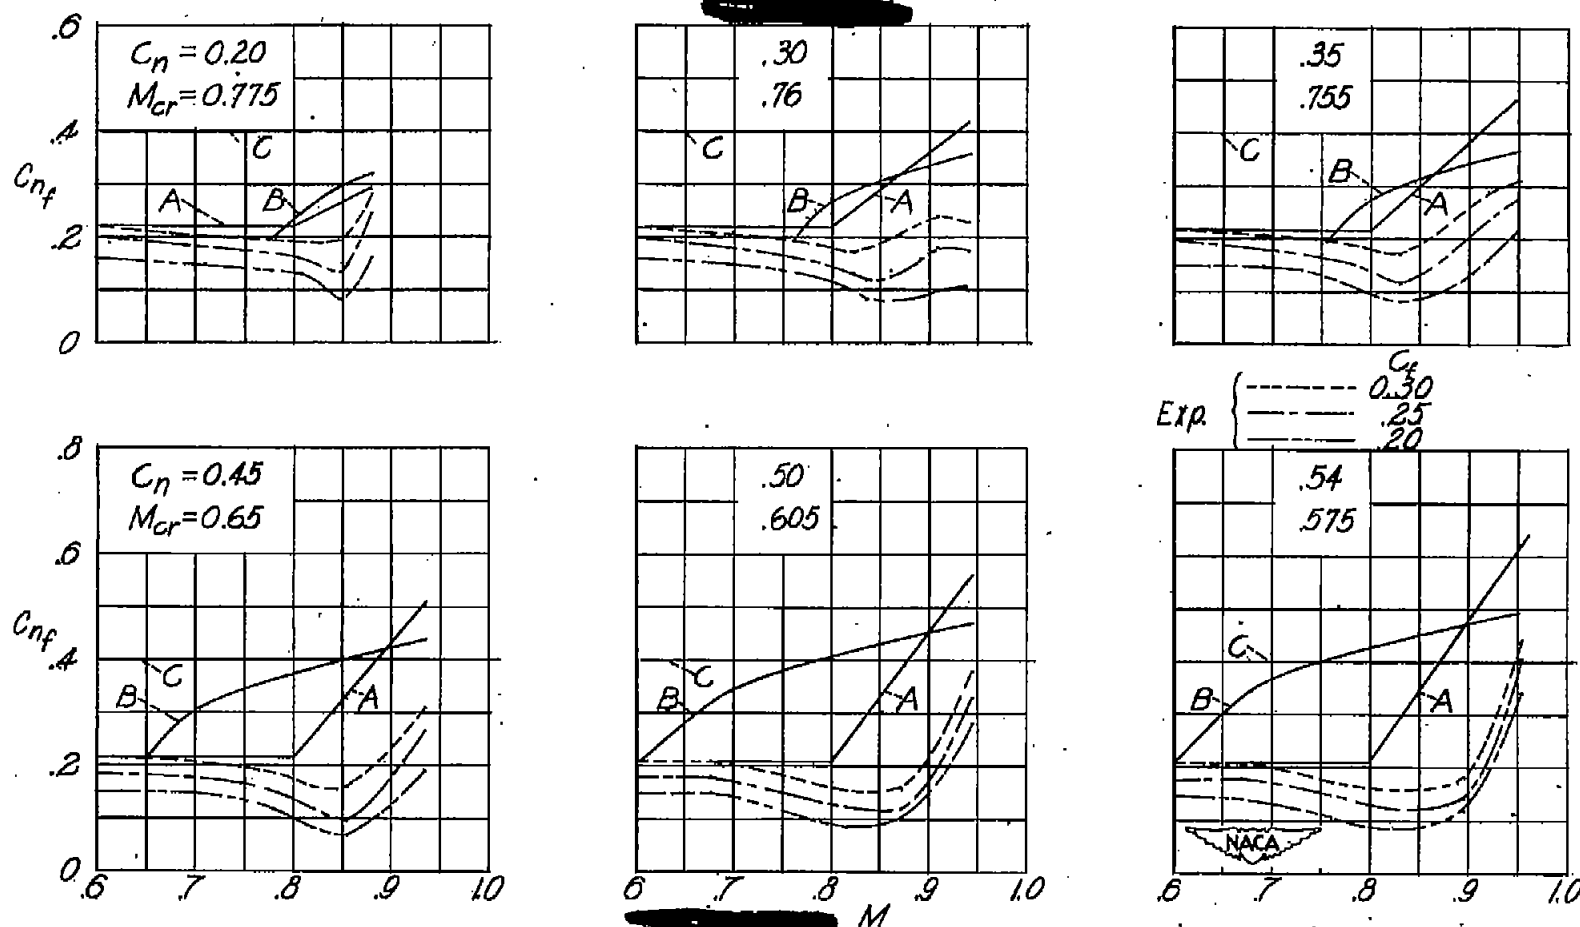 .6
C_n = 0.20
M_cr = 0.775
.4
C
C_nf
A
B
.2
0
.30
.76
C
B
A
.35
.755
C
B
A
C_f
Exp.
0.30
.25
.20
.8
C_n = 0.45
M_cr = 0.65
.6
C_nf
.4
C
B
A
.2
0
.6 .7 .8 .9 1.0
.50
.605
C
B
A
.6 .7 .8 .9 1.0
M
.54
.575
C
B
A
NACA
.6 .7 .8 .9 1.0